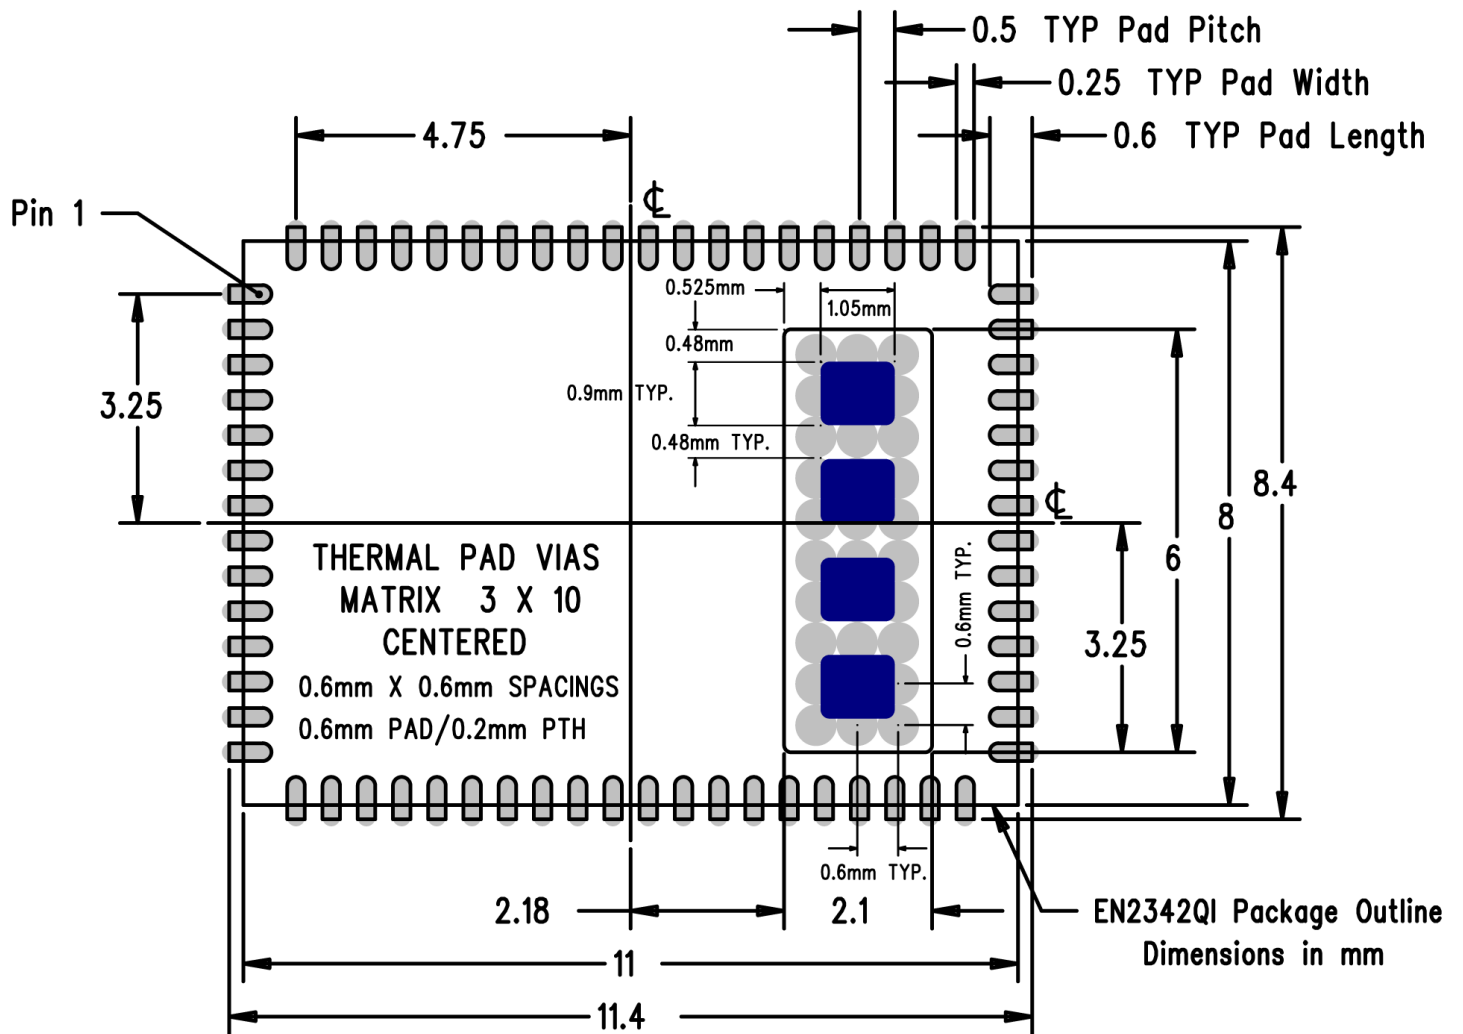 0.5 TYP Pad Pitch
0.25 TYP Pad Width
4.75
0.6 TYP Pad Length
Pin 1
℄
0.525mm
1.05mm
0.48mm
0.9mm TYP.
3.25
0.48mm TYP.
8.4
℄
8
THERMAL PAD VIAS
MATRIX 3 X 10
CENTERED
0.6mm X 0.6mm SPACINGS
0.6mm PAD/0.2mm PTH
0.6mm TYP.
6
3.25
0.6mm TYP.
2.18
2.1
EN2342QI Package Outline
Dimensions in mm
11
11.4